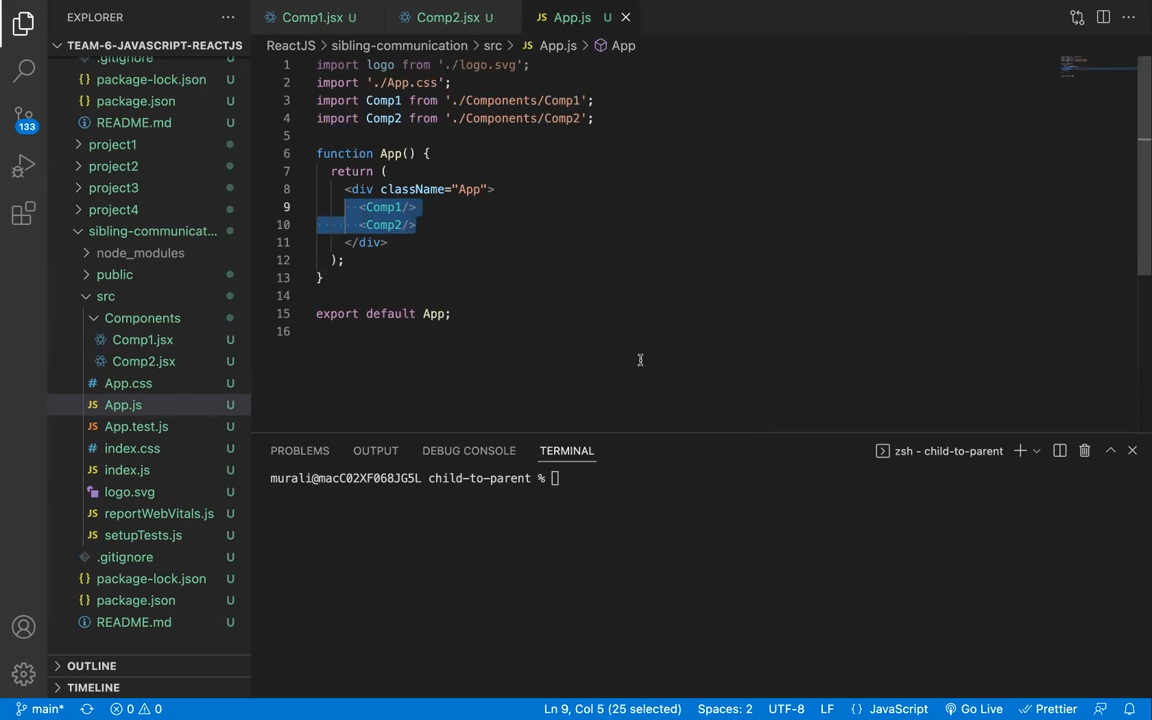 EXPLORER
TEAM-6-JAVASCRIPT-REACTJS
.gitignore
package-lock.json U
package.json U
README.md U
project1
project2
project3
project4
sibling-communicat...
node_modules
public
src
Components
Comp1.jsx U
Comp2.jsx U
App.css U
App.js U
App.test.js U
index.css U
index.js U
logo.svg U
reportWebVitals.js U
setupTests.js U
.gitignore U
package-lock.json U
package.json U
README.md U
OUTLINE
TIMELINE
133
Comp1.jsx U Comp2.jsx U JS App.js U
ReactJS > sibling-communication > src > JS App.js > App
1 import logo from './logo.svg';
2 import './App.css';
3 import Comp1 from './Components/Comp1';
4 import Comp2 from './Components/Comp2';
5
6 function App() {
7 return (
8 <div className="App">
9 <Comp1/>
10 <Comp2/>
11 </div>
12 );
13 }
14
15 export default App;
16
PROBLEMS OUTPUT DEBUG CONSOLE TERMINAL zsh - child-to-parent
murali@macC02XF068JG5L child-to-parent %
main* 0 0 Ln 9, Col 5 (25 selected) Spaces: 2 UTF-8 LF {} JavaScript Go Live Prettier